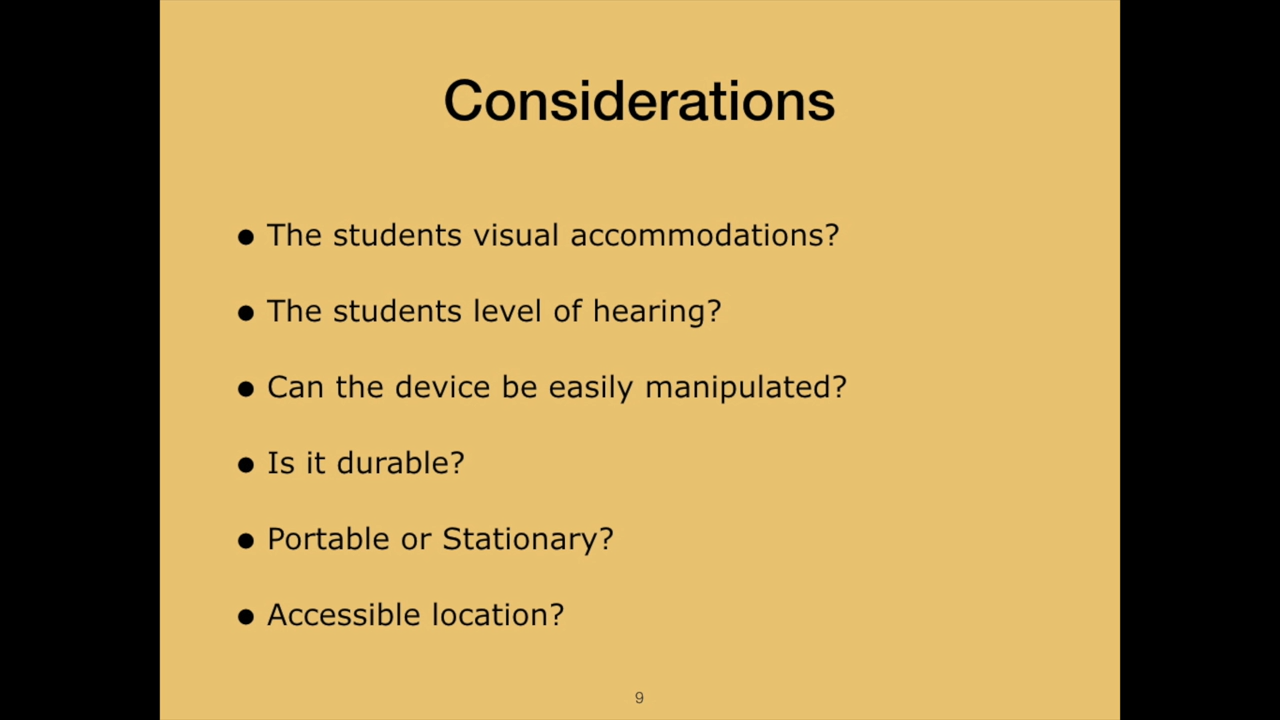 Considerations
• The students visual accommodations?
• The students level of hearing?
• Can the device be easily manipulated?
• Is it durable?
• Portable or Stationary?
• Accessible location?
9